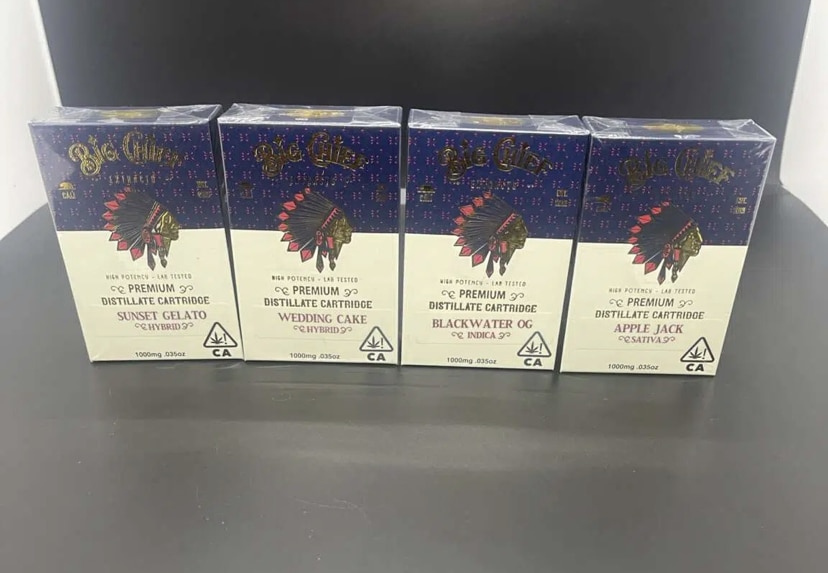 Big Chief
EXTRACTS
CALI
HIGH POTENCY - LAB TESTED
PREMIUM
DISTILLATE CARTRIDGE
SUNSET GELATO
HYBRID
CA
1000mg .035oz
Big Chief
HIGH POTENCY - LAB TESTED
PREMIUM
DISTILLATE CARTRIDGE
WEDDING CAKE
HYBRID
CA
1000mg .035oz
Big Chief
EXTRACTS
HIGH POTENCY - LAB TESTED
PREMIUM
DISTILLATE CARTRIDGE
BLACKWATER OG
INDICA
CA
1000mg .035oz
Big Chief
HIGH POTENCY - LAB TESTED
PREMIUM
DISTILLATE CARTRIDGE
APPLE JACK
SATIVA
CA
1000mg .035oz